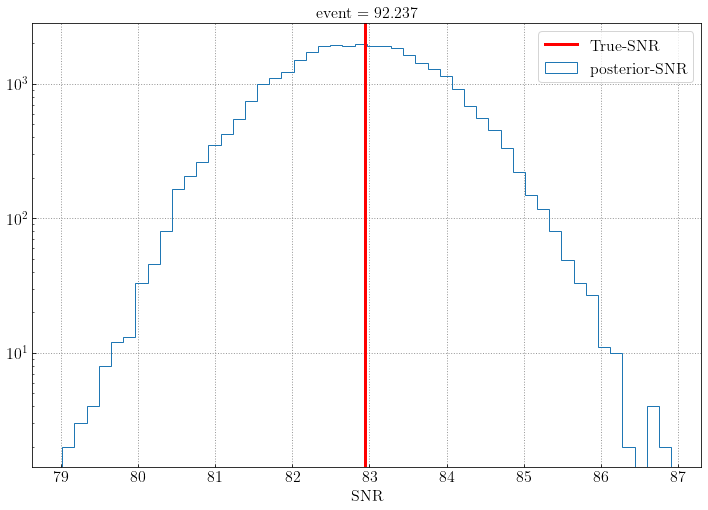 event = 92.237
True-SNR
posterior-SNR
10³
10²
10¹
79 80 81 82 83 84 85 86 87
SNR